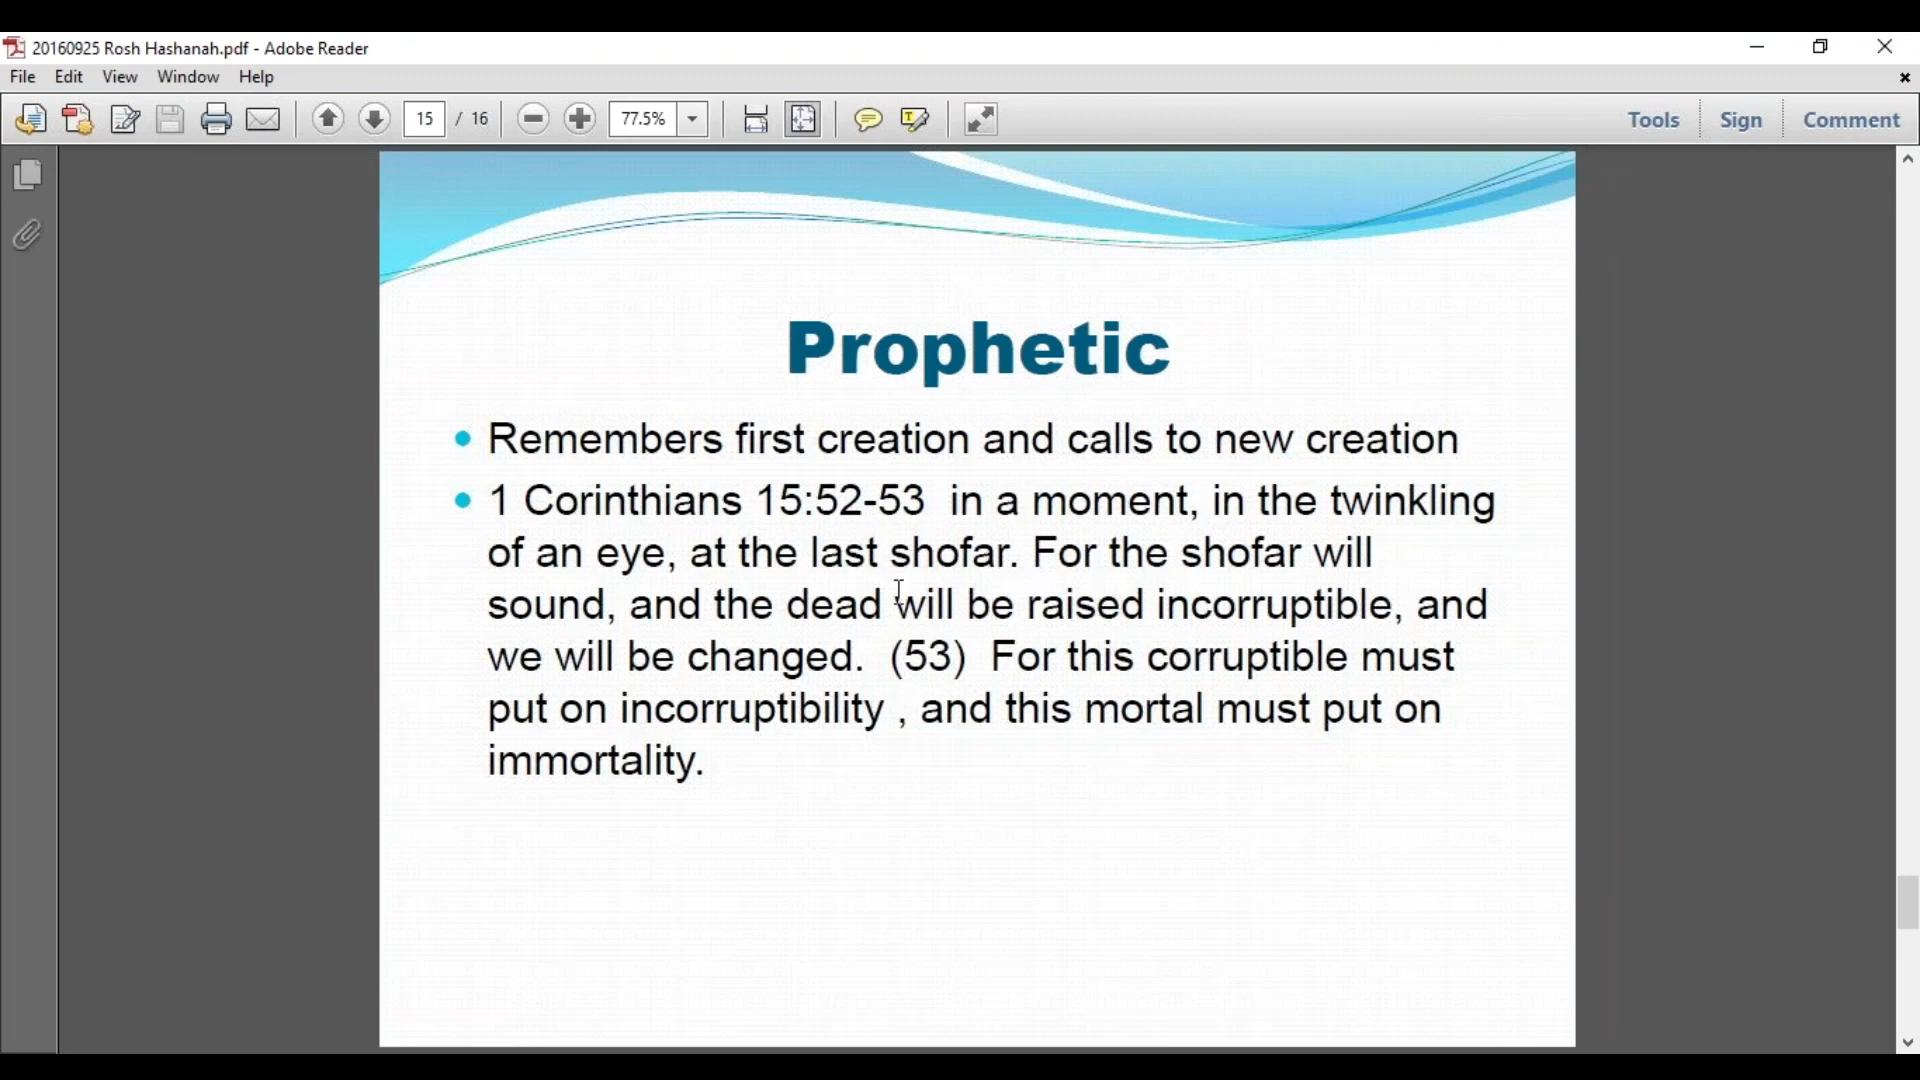 20160925 Rosh Hashanah.pdf - Adobe Reader
File Edit View Window Help
15 / 16 77.5% Tools Sign Comment
Prophetic
• Remembers first creation and calls to new creation
• 1 Corinthians 15:52-53 in a moment, in the twinkling
of an eye, at the last shofar. For the shofar will
sound, and the dead will be raised incorruptible, and
we will be changed. (53) For this corruptible must
put on incorruptibility , and this mortal must put on
immortality.